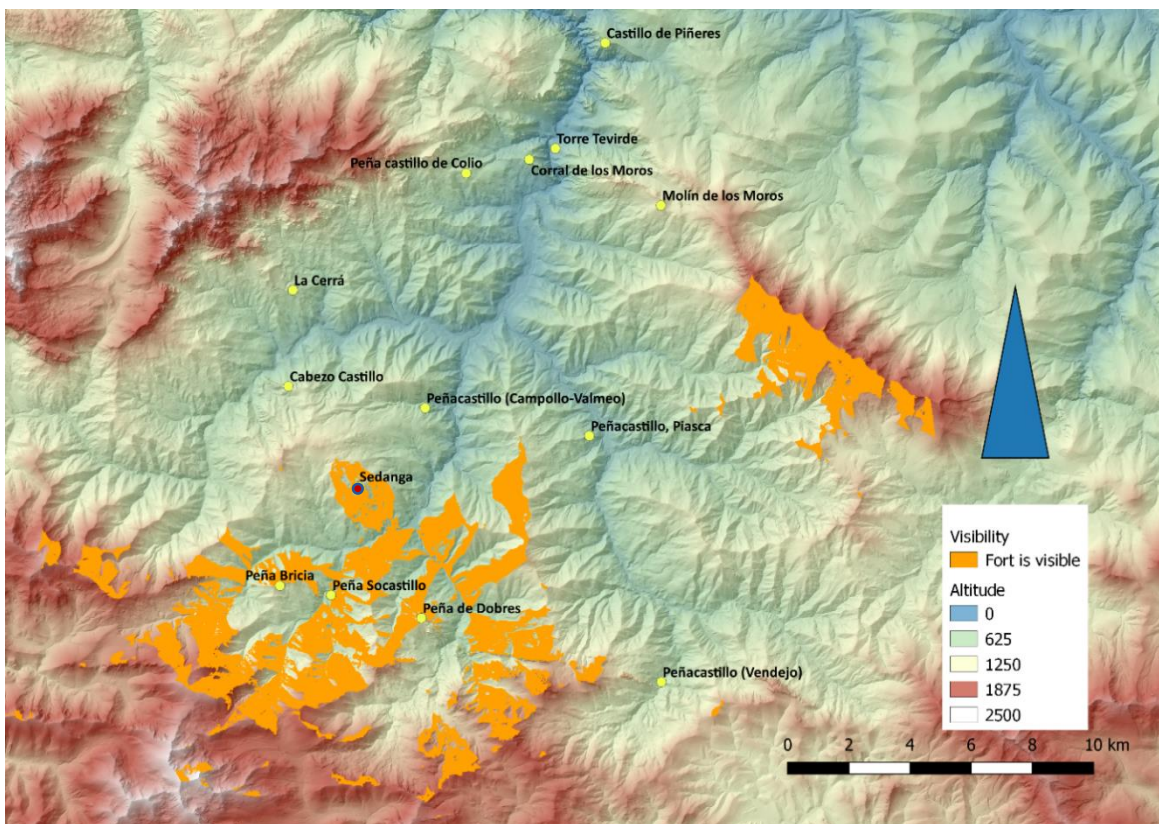 Castillo de Piñeres
Torre Tevirde
Peña castillo de Colio
Corral de los Moros
Molín de los Moros
La Cerrá
Cabezo Castillo
Peñacastillo (Campollo-Valmeo)
Peñacastillo, Piasca
Sedanga
Peña Bricia
Peña Socastillo
Peña de Dobres
Peñacastillo (Vendejo)
Visibility
Fort is visible
Altitude
0
625
1250
1875
2500
0 2 4 6 8 10 km